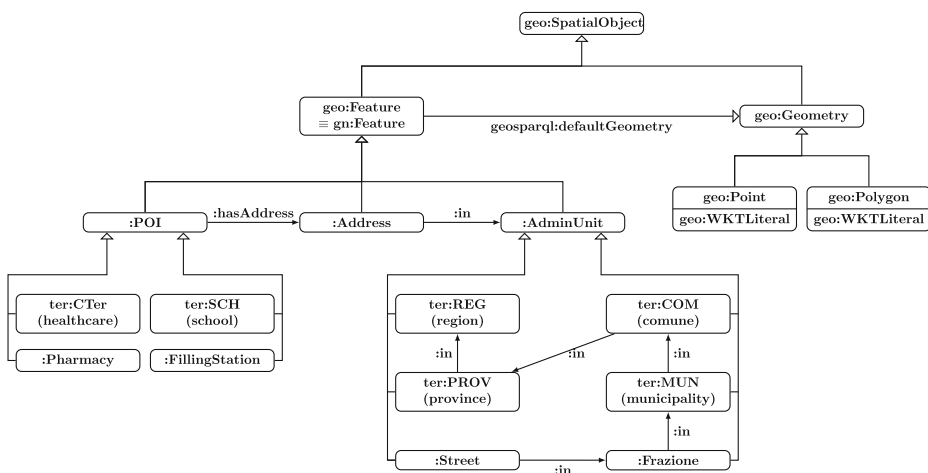 geo:SpatialObject
geo:Feature
≡ gn:Feature
geosparql:defaultGeometry
geo:Geometry
geo:Point
geo:WKTLiteral
geo:Polygon
geo:WKTLiteral
:POI
:hasAddress
:Address
:in
:AdminUnit
ter:CTer
(healthcare)
ter:SCH
(school)
:Pharmacy
:FillingStation
ter:REG
(region)
ter:COM
(comune)
:in
:in
:in
ter:PROV
(province)
ter:MUN
(municipality)
:in
:Street
:in
:Frazione